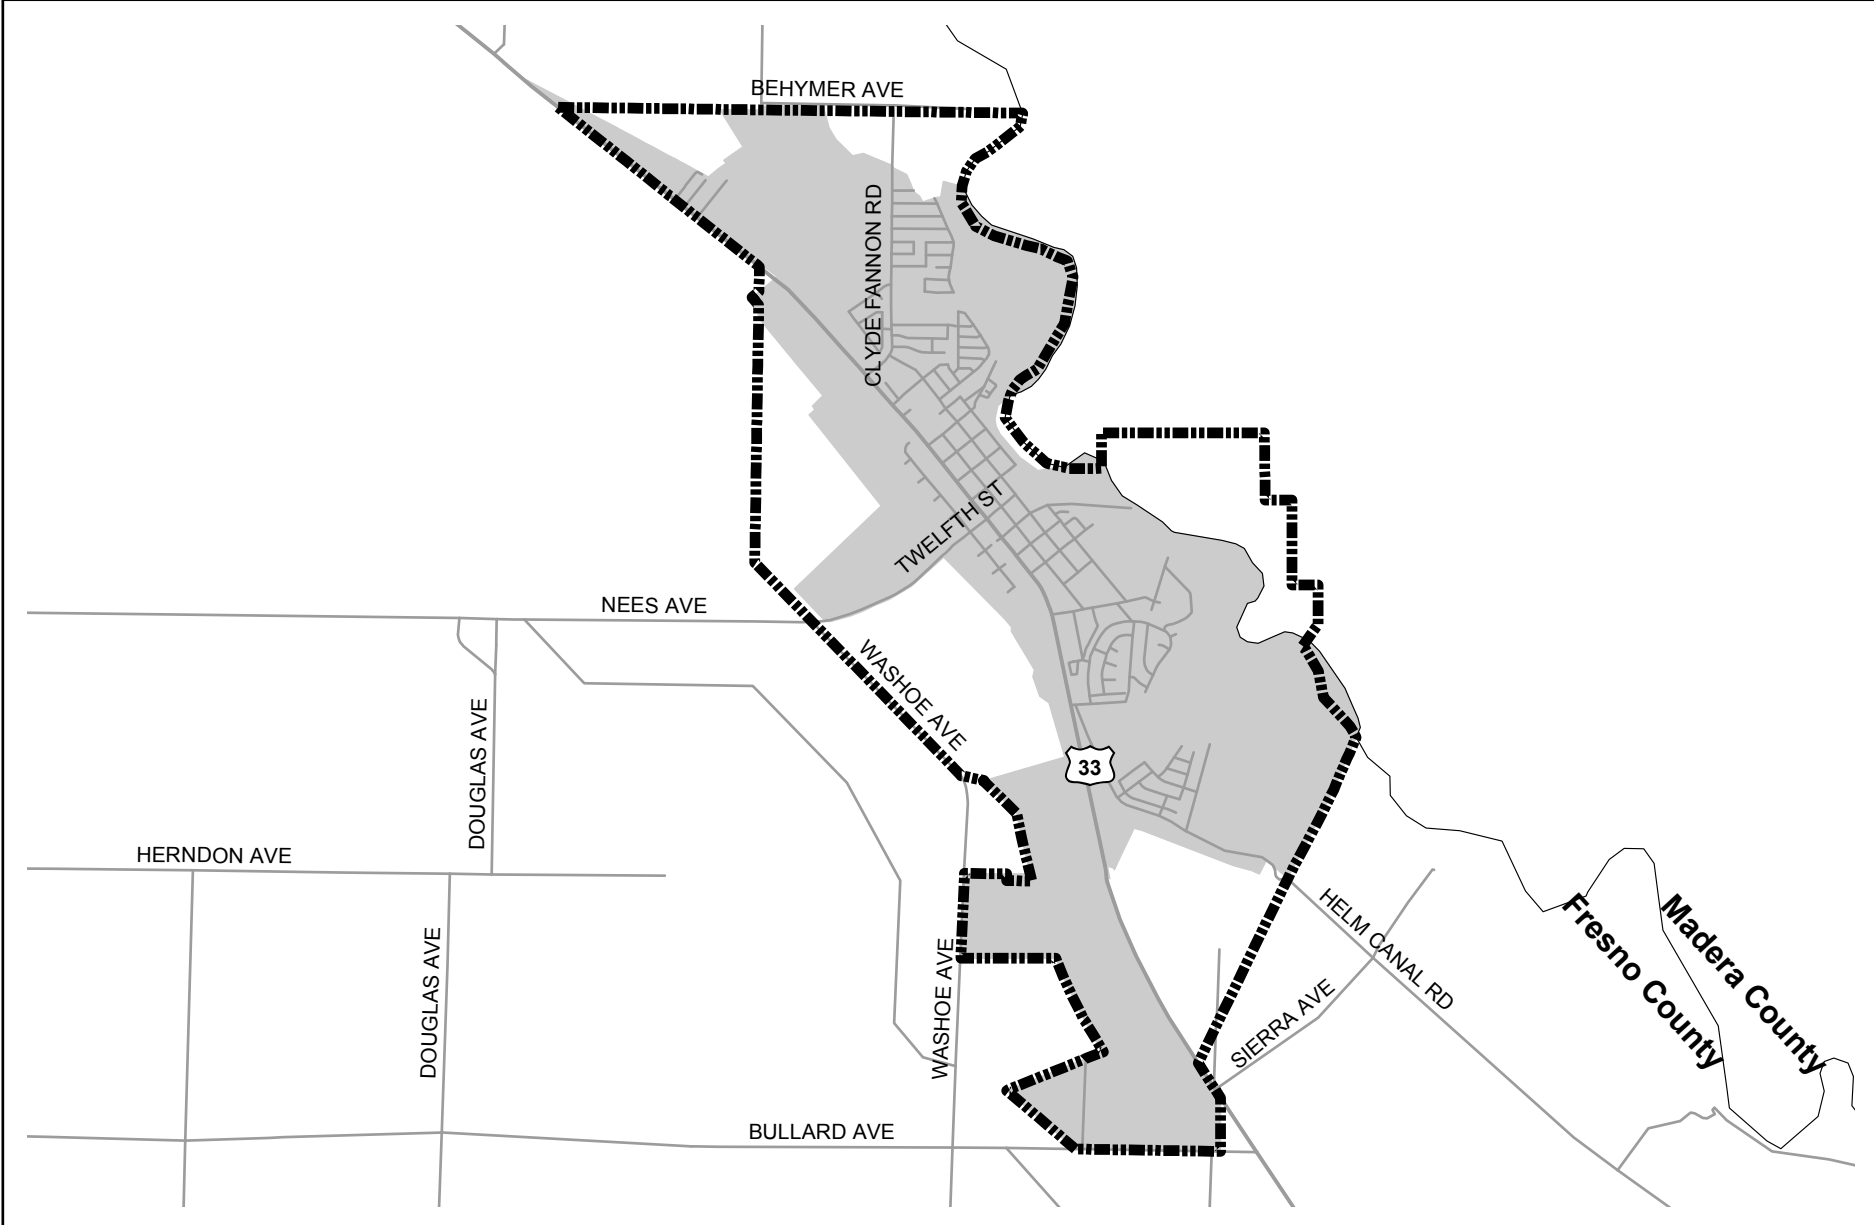 BEHYMER AVE
CLYDE FANNON RD
TWELFTH ST
NEES AVE
WASHOE AVE
DOUGLAS AVE
33
HERNDON AVE
HELM CANAL RD
Fresno County
Madera County
DOUGLAS AVE
WASHOE AVE
SIERRA AVE
BULLARD AVE